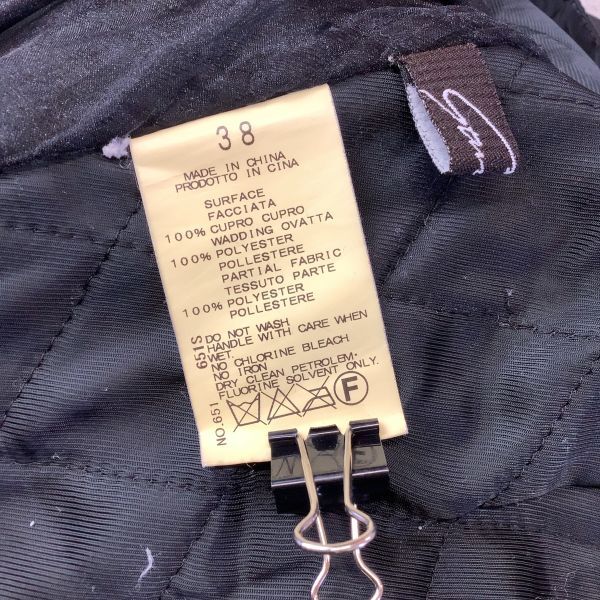 38
MADE IN CHINA
PRODOTTO IN CINA
SURFACE
FACCIATA
100% CUPRO CUPRO
WADDING OVATTA
100% POLYESTER
POLLESTERE
PARTIAL FABRIC
TESSUTO PARTE
100% POLYESTER
POLLESTERE
DO NOT WASH
HANDLE WITH CARE WHEN
WET.
NO CHLORINE BLEACH
NO IRON
DRY CLEAN PETROLEM.
FLUORINE SOLVENT ONLY.
NO.651 651S
F